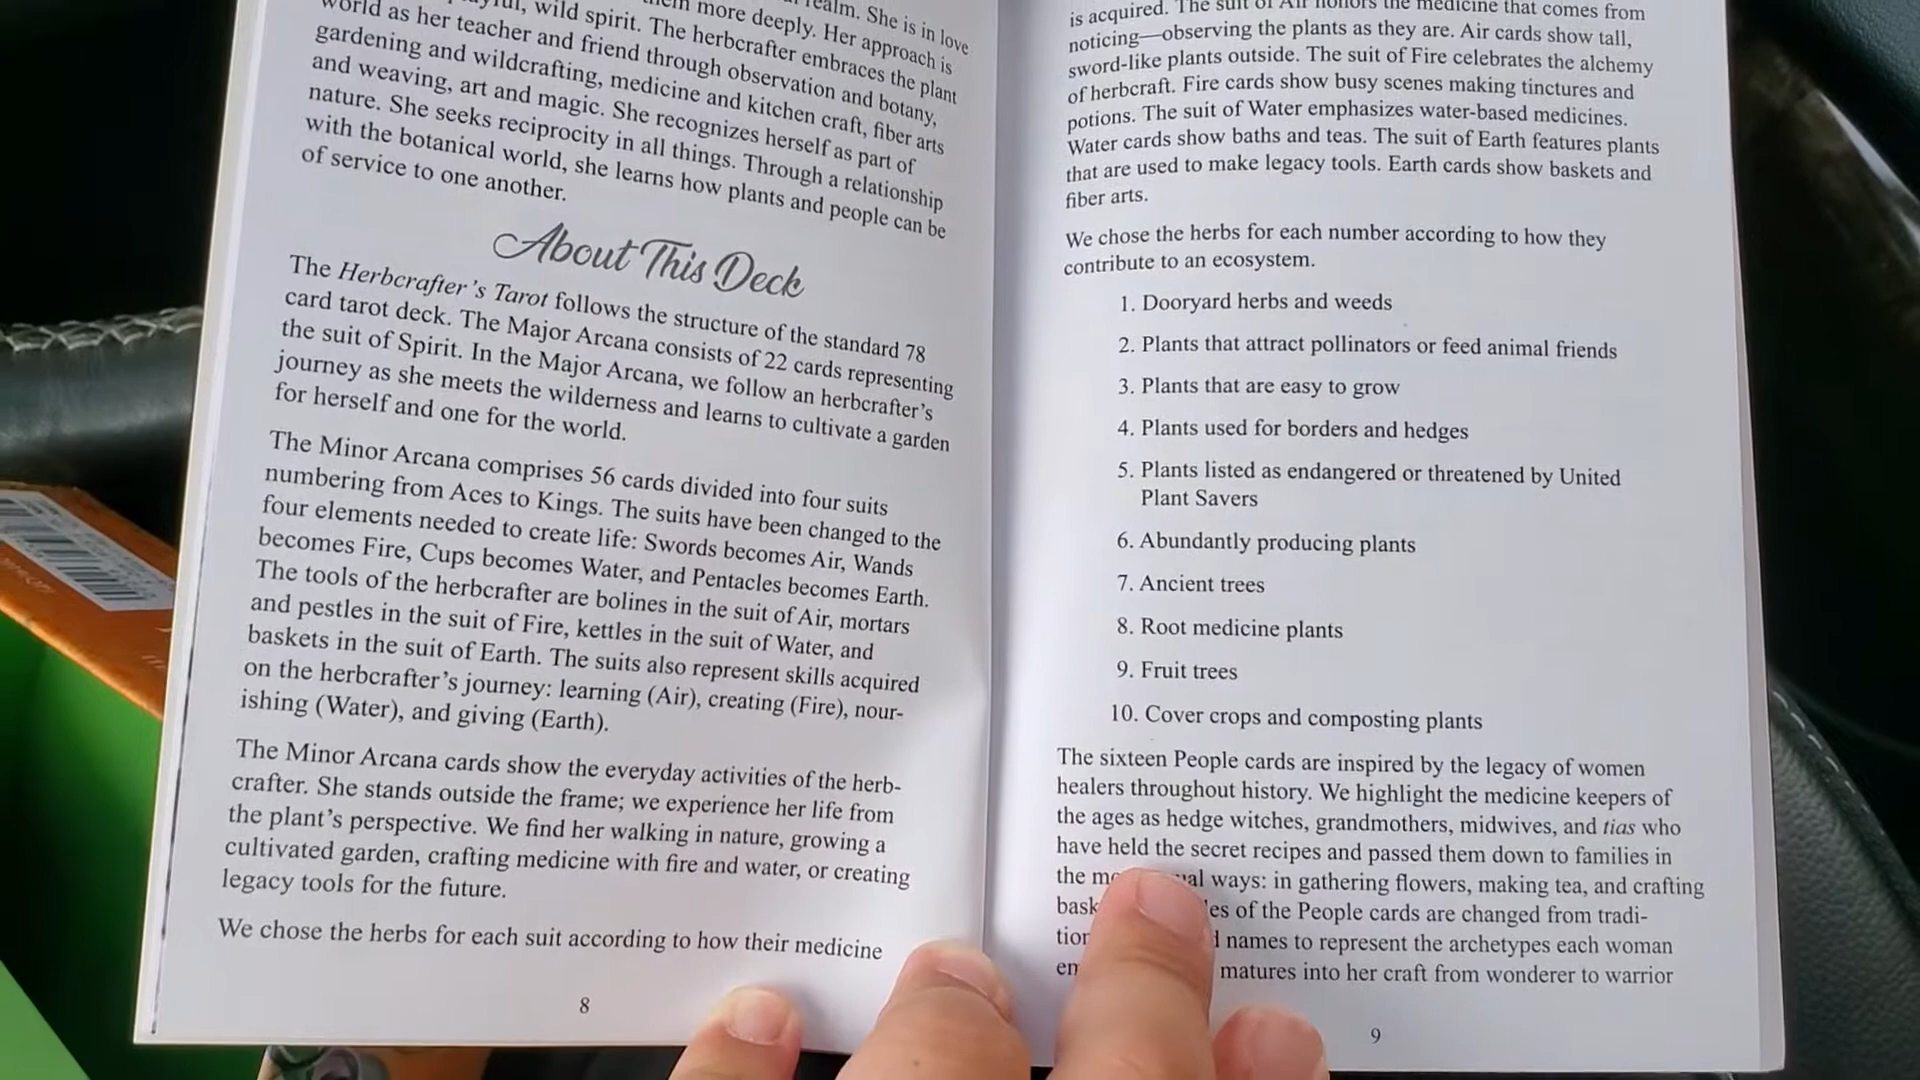 realm. She is in love
them more deeply. Her approach is
wild spirit. The herbcrafter embraces the plant
world as her teacher and friend through observation and botany,
gardening and wildcrafting, medicine and kitchen craft, fiber arts
and weaving, art and magic. She recognizes herself as part of
nature. She seeks reciprocity in all things. Through a relationship
with the botanical world, she learns how plants and people can be
of service to one another.
About This Deck
The Herbcrafter's Tarot follows the structure of the standard 78
card tarot deck. The Major Arcana consists of 22 cards representing
the suit of Spirit. In the Major Arcana, we follow an herbcrafter's
journey as she meets the wilderness and learns to cultivate a garden
for herself and one for the world.
The Minor Arcana comprises 56 cards divided into four suits
numbering from Aces to Kings. The suits have been changed to the
four elements needed to create life: Swords becomes Air, Wands
becomes Fire, Cups becomes Water, and Pentacles becomes Earth.
The tools of the herbcrafter are bolines in the suit of Air, mortars
and pestles in the suit of Fire, kettles in the suit of Water, and
baskets in the suit of Earth. The suits also represent skills acquired
on the herbcrafter's journey: learning (Air), creating (Fire), nour-
ishing (Water), and giving (Earth).
The Minor Arcana cards show the everyday activities of the herb-
crafter. She stands outside the frame; we experience her life from
the plant's perspective. We find her walking in nature, growing a
cultivated garden, crafting medicine with fire and water, or creating
legacy tools for the future.
We chose the herbs for each suit according to how their medicine
8
is acquired. The suit of Air honors the medicine that comes from
noticing—observing the plants as they are. Air cards show tall,
sword-like plants outside. The suit of Fire celebrates the alchemy
of herbcraft. Fire cards show busy scenes making tinctures and
potions. The suit of Water emphasizes water-based medicines.
Water cards show baths and teas. The suit of Earth features plants
that are used to make legacy tools. Earth cards show baskets and
fiber arts.
We chose the herbs for each number according to how they
contribute to an ecosystem.
1. Dooryard herbs and weeds
2. Plants that attract pollinators or feed animal friends
3. Plants that are easy to grow
4. Plants used for borders and hedges
5. Plants listed as endangered or threatened by United
Plant Savers
6. Abundantly producing plants
7. Ancient trees
8. Root medicine plants
9. Fruit trees
10. Cover crops and composting plants
The sixteen People cards are inspired by the legacy of women
healers throughout history. We highlight the medicine keepers of
the ages as hedge witches, grandmothers, midwives, and tias who
have held the secret recipes and passed them down to families in
the ways: in gathering flowers, making tea, and crafting
of the People cards are changed from tradi-
names to represent the archetypes each woman
matures into her craft from wonderer to warrior
9